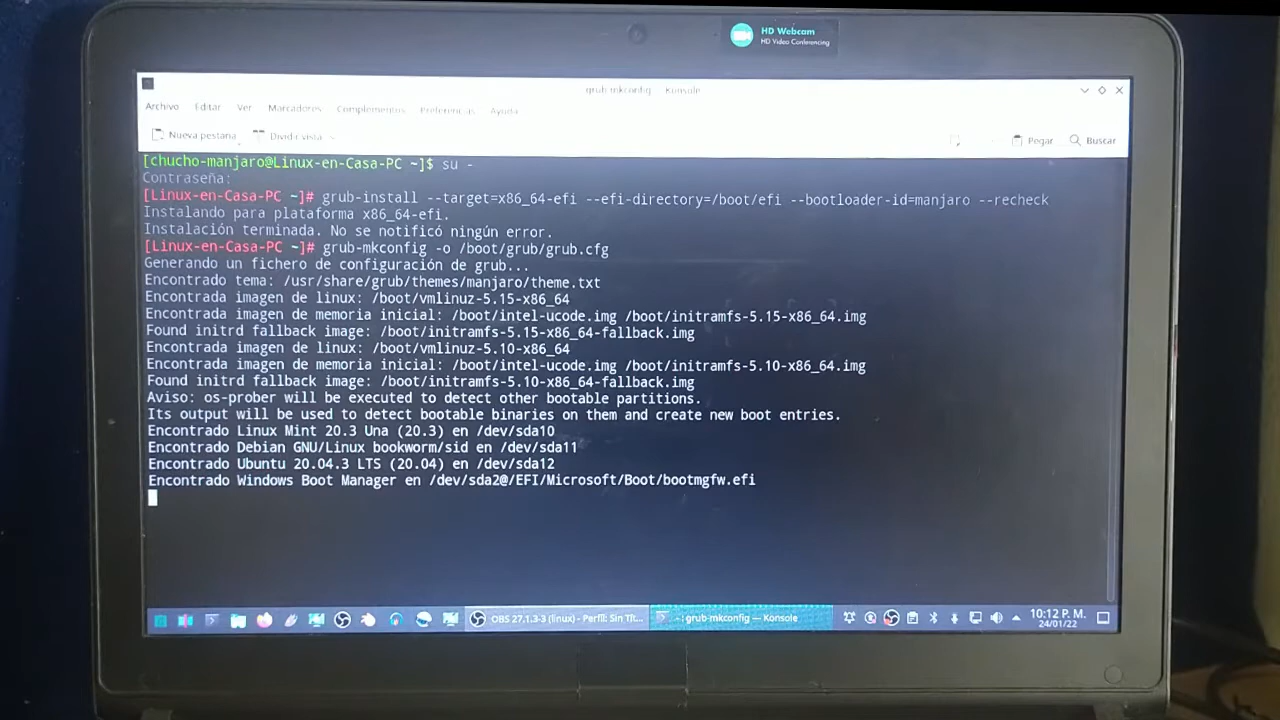 HD Webcam
HD Video Conferencing
grub-mkconfig — Konsole
Archivo Editar Ver Marcadores Complementos Preferencias Ayuda
Nueva pestaña Dividir vista Pegar Buscar
[chucho-manjaro@Linux-en-Casa-PC ~]$ su -
Contraseña:
[Linux-en-Casa-PC ~]# grub-install --target=x86_64-efi --efi-directory=/boot/efi --bootloader-id=manjaro --recheck
Instalando para plataforma x86_64-efi.
Instalación terminada. No se notificó ningún error.
[Linux-en-Casa-PC ~]# grub-mkconfig -o /boot/grub/grub.cfg
Generando un fichero de configuración de grub...
Encontrado tema: /usr/share/grub/themes/manjaro/theme.txt
Encontrada imagen de linux: /boot/vmlinuz-5.15-x86_64
Encontrada imagen de memoria inicial: /boot/intel-ucode.img /boot/initramfs-5.15-x86_64.img
Found initrd fallback image: /boot/initramfs-5.15-x86_64-fallback.img
Encontrada imagen de linux: /boot/vmlinuz-5.10-x86_64
Encontrada imagen de memoria inicial: /boot/intel-ucode.img /boot/initramfs-5.10-x86_64.img
Found initrd fallback image: /boot/initramfs-5.10-x86_64-fallback.img
Aviso: os-prober will be executed to detect other bootable partitions.
Its output will be used to detect bootable binaries on them and create new boot entries.
Encontrado Linux Mint 20.3 Una (20.3) en /dev/sda10
Encontrado Debian GNU/Linux bookworm/sid en /dev/sda11
Encontrado Ubuntu 20.04.3 LTS (20.04) en /dev/sda12
Encontrado Windows Boot Manager en /dev/sda2@/EFI/Microsoft/Boot/bootmgfw.efi
OBS 27.1.3-3 (linux) - Perfil: Sin Tít... - : grub-mkconfig — Konsole 10:12 P. M.
24/01/22